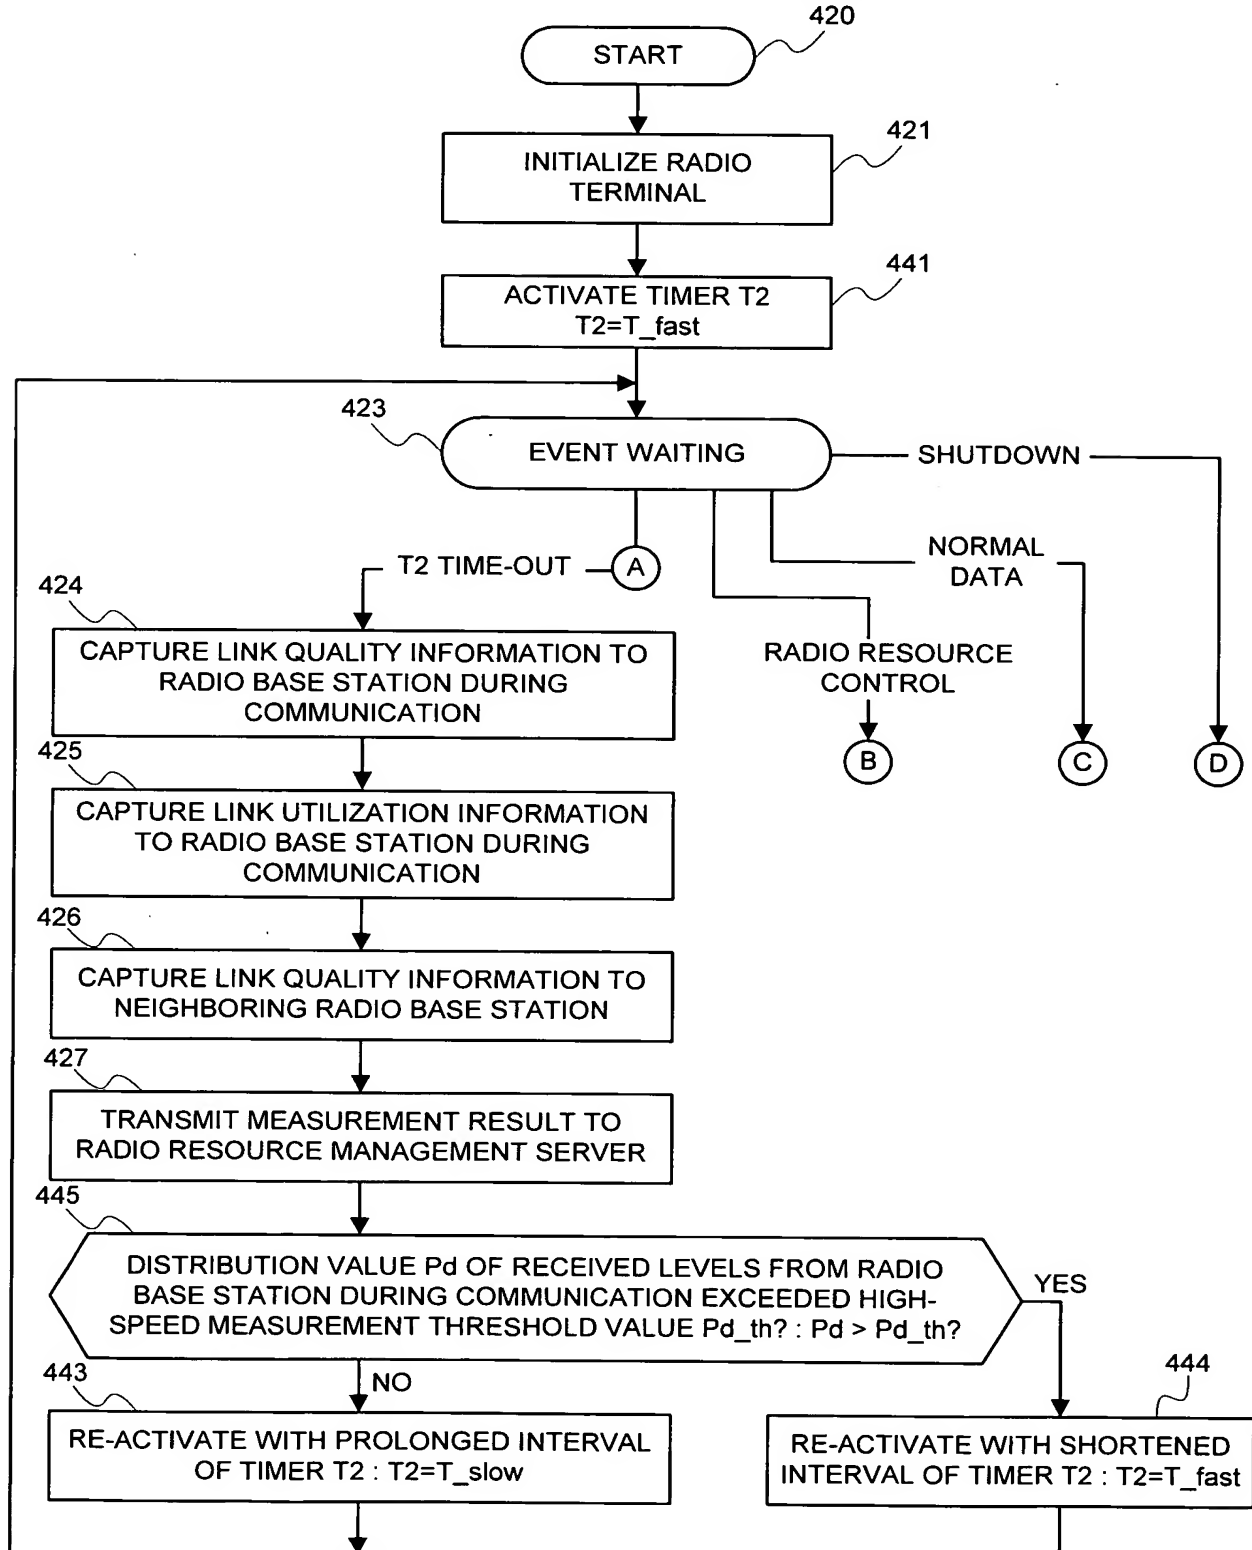 420
START
421
INITIALIZE RADIO
TERMINAL
441
ACTIVATE TIMER T2
T2=T_fast
423
EVENT WAITING
SHUTDOWN
T2 TIME-OUT
A
NORMAL
DATA
424
CAPTURE LINK QUALITY INFORMATION TO
RADIO BASE STATION DURING
COMMUNICATION
RADIO RESOURCE
CONTROL
B
C
D
425
CAPTURE LINK UTILIZATION INFORMATION
TO RADIO BASE STATION DURING
COMMUNICATION
426
CAPTURE LINK QUALITY INFORMATION TO
NEIGHBORING RADIO BASE STATION
427
TRANSMIT MEASUREMENT RESULT TO
RADIO RESOURCE MANAGEMENT SERVER
445
DISTRIBUTION VALUE Pd OF RECEIVED LEVELS FROM RADIO
BASE STATION DURING COMMUNICATION EXCEEDED HIGH-
SPEED MEASUREMENT THRESHOLD VALUE Pd_th? : Pd > Pd_th?
YES
NO
443
RE-ACTIVATE WITH PROLONGED INTERVAL
OF TIMER T2 : T2=T_slow
444
RE-ACTIVATE WITH SHORTENED
INTERVAL OF TIMER T2 : T2=T_fast